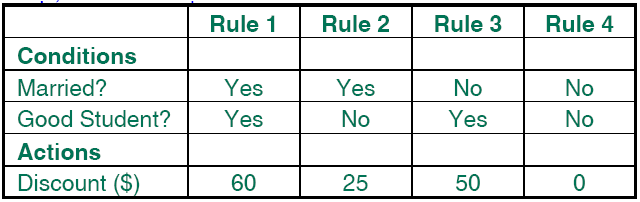 Rule 1 Rule 2 Rule 3 Rule 4
Conditions
Married? Yes Yes No No
Good Student? Yes No Yes No
Actions
Discount ($) 60 25 50 0